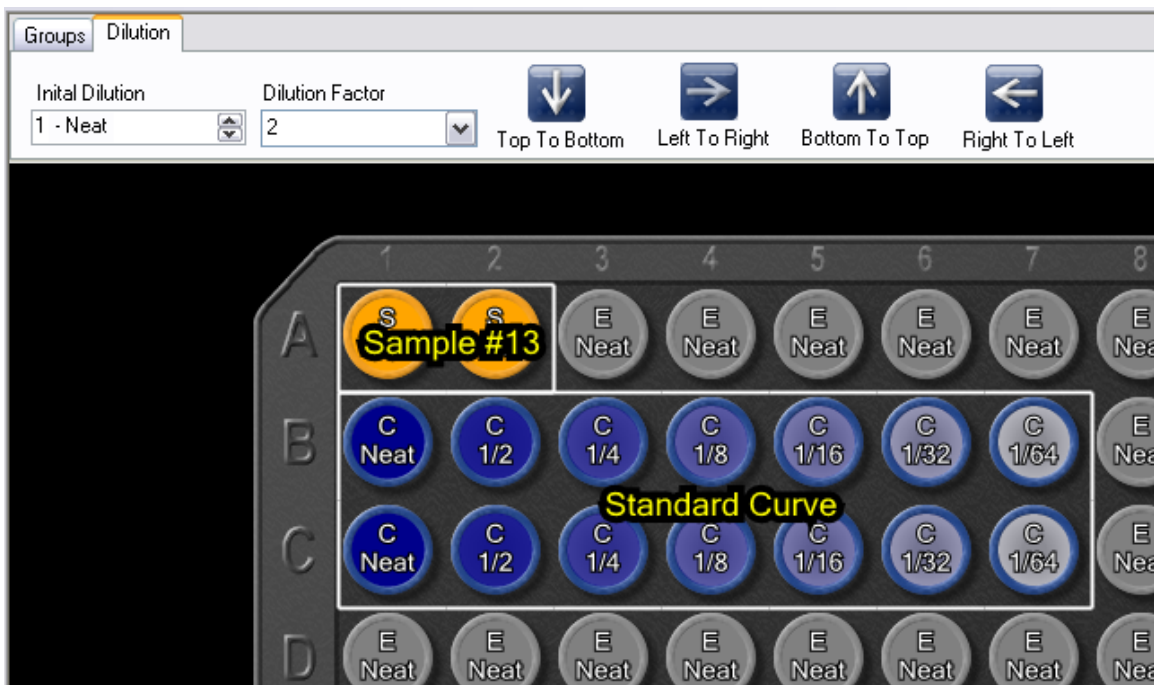 Groups Dilution
Inital Dilution Dilution Factor
1 - Neat 2
Top To Bottom Left To Right Bottom To Top Right To Left
1 2 3 4 5 6 7 8
A S S E E E E E E
Sample #13 Neat Neat Neat Neat Neat
B C C C C C C C E
Neat 1/2 1/4 1/8 1/16 1/32 1/64
Standard Curve
C C C C C C C C E
Neat 1/2 1/4 1/8 1/16 1/32 1/64
D E E E E E E E E
Neat Neat Neat Neat Neat Neat Neat